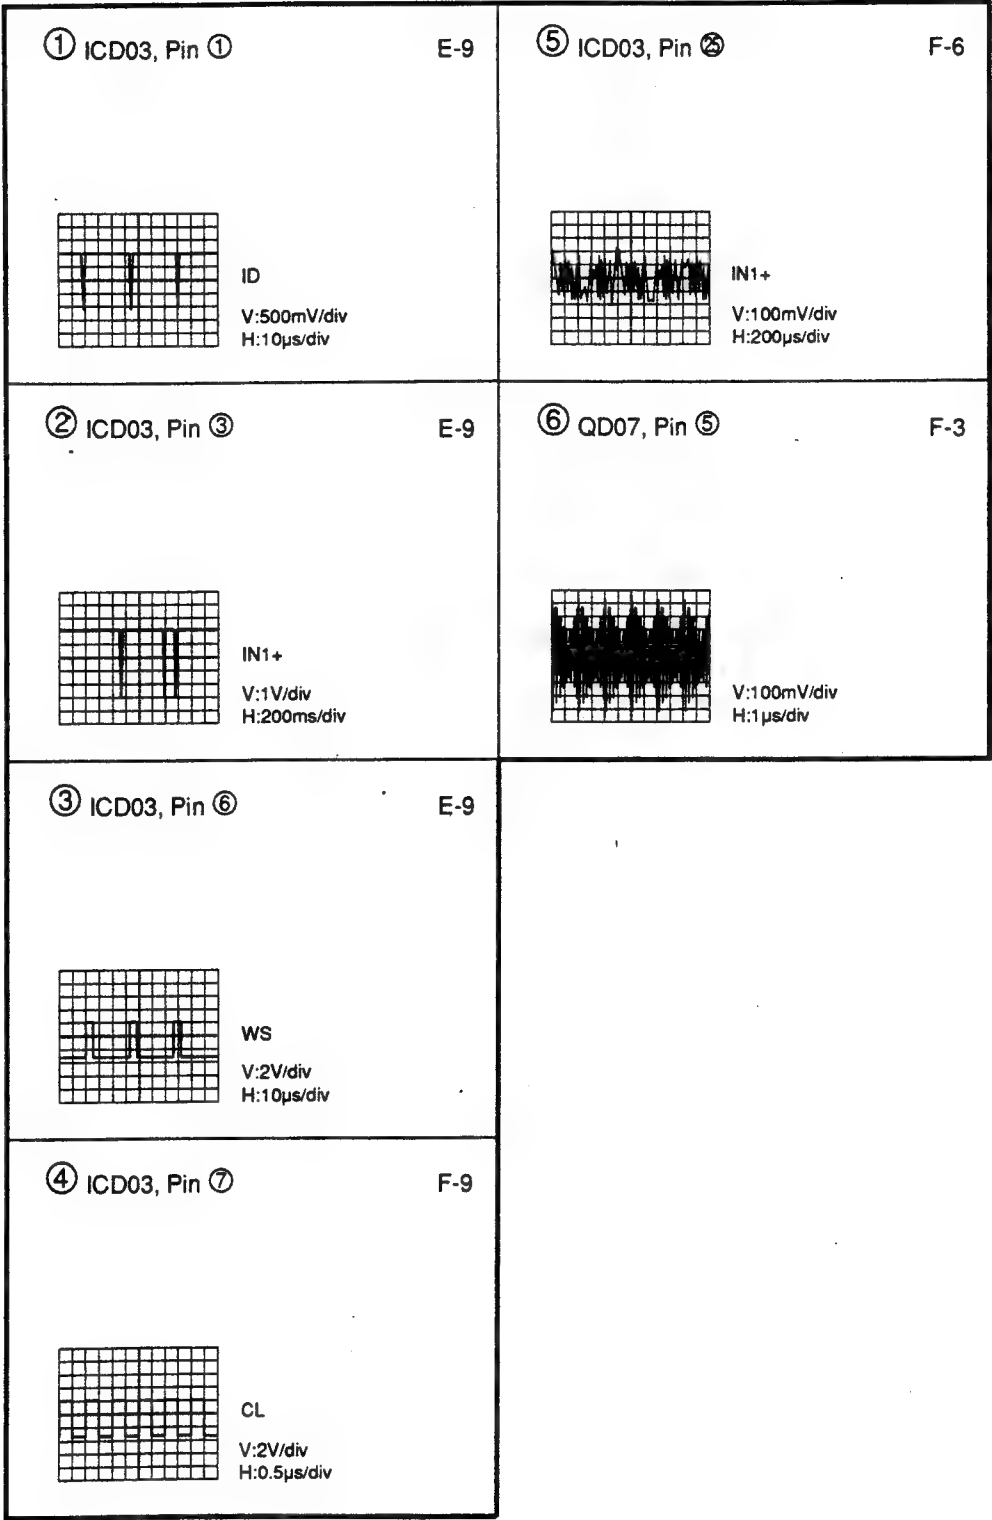 ① ICD03, Pin ① E-9
ID
V:500mV/div
H:10µs/div
② ICD03, Pin ③ E-9
IN1+
V:1V/div
H:200ms/div
③ ICD03, Pin ⑥ E-9
WS
V:2V/div
H:10µs/div
④ ICD03, Pin ⑦ F-9
CL
V:2V/div
H:0.5µs/div
⑤ ICD03, Pin ㉕ F-6
IN1+
V:100mV/div
H:200µs/div
⑥ QD07, Pin ⑤ F-3
V:100mV/div
H:1µs/div